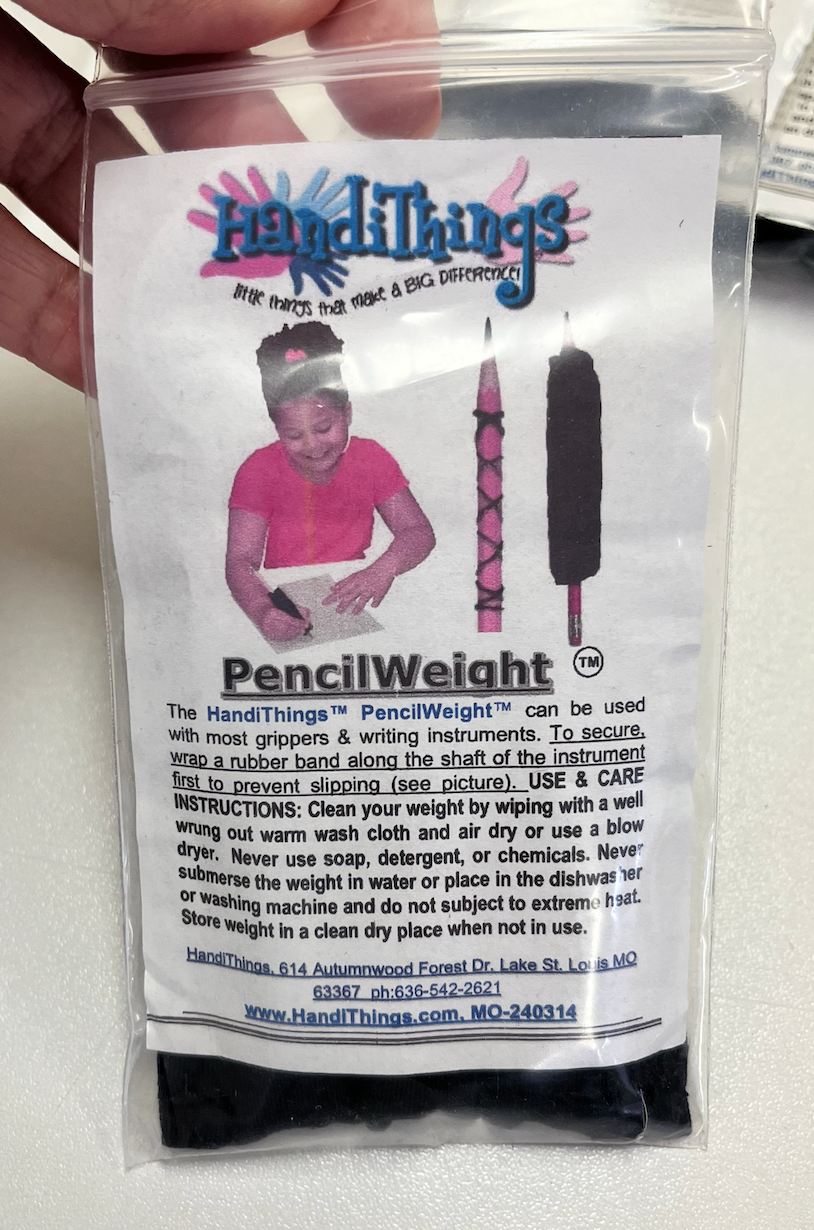 HandiThings
little things that make a BIG DIFFERENCE!
PencilWeight ™
The HandiThings™ PencilWeight™ can be used
with most grippers & writing instruments. To secure,
wrap a rubber band along the shaft of the instrument
first to prevent slipping (see picture). USE & CARE
INSTRUCTIONS: Clean your weight by wiping with a well
wrung out warm wash cloth and air dry or use a blow
dryer. Never use soap, detergent, or chemicals. Never
submerse the weight in water or place in the dishwasher
or washing machine and do not subject to extreme heat.
Store weight in a clean dry place when not in use.
HandiThings, 614 Autumnwood Forest Dr. Lake St. Louis MO
63367 ph:636-542-2621
www.HandiThings.com, MO-240314